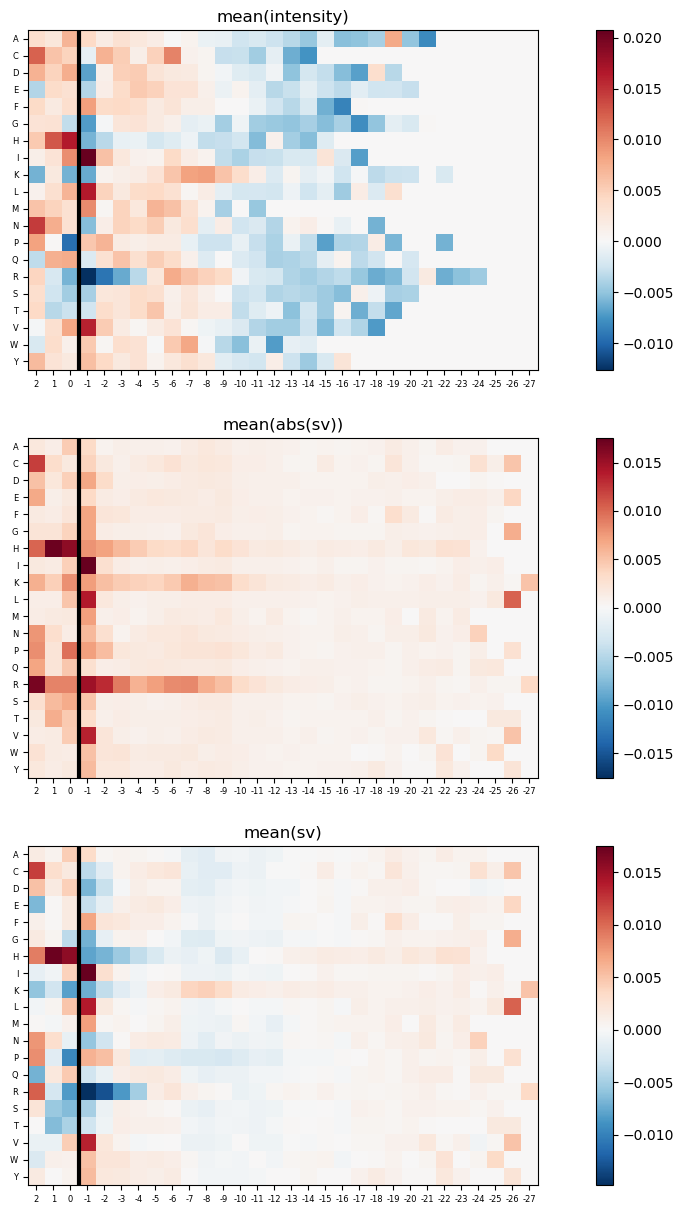 mean(intensity)
A
C
D
E
F
G
H
I
K
L
M
N
P
Q
R
S
T
V
W
Y
2 1 0 -1 -2 -3 -4 -5 -6 -7 -8 -9 -10 -11 -12 -13 -14 -15 -16 -17 -18 -19 -20 -21 -22 -23 -24 -25 -26 -27
0.020
0.015
0.010
0.005
0.000
−0.005
−0.010
mean(abs(sv))
A
C
D
E
F
G
H
I
K
L
M
N
P
Q
R
S
T
V
W
Y
2 1 0 -1 -2 -3 -4 -5 -6 -7 -8 -9 -10 -11 -12 -13 -14 -15 -16 -17 -18 -19 -20 -21 -22 -23 -24 -25 -26 -27
0.015
0.010
0.005
0.000
−0.005
−0.010
−0.015
mean(sv)
A
C
D
E
F
G
H
I
K
L
M
N
P
Q
R
S
T
V
W
Y
2 1 0 -1 -2 -3 -4 -5 -6 -7 -8 -9 -10 -11 -12 -13 -14 -15 -16 -17 -18 -19 -20 -21 -22 -23 -24 -25 -26 -27
0.015
0.010
0.005
0.000
−0.005
−0.010